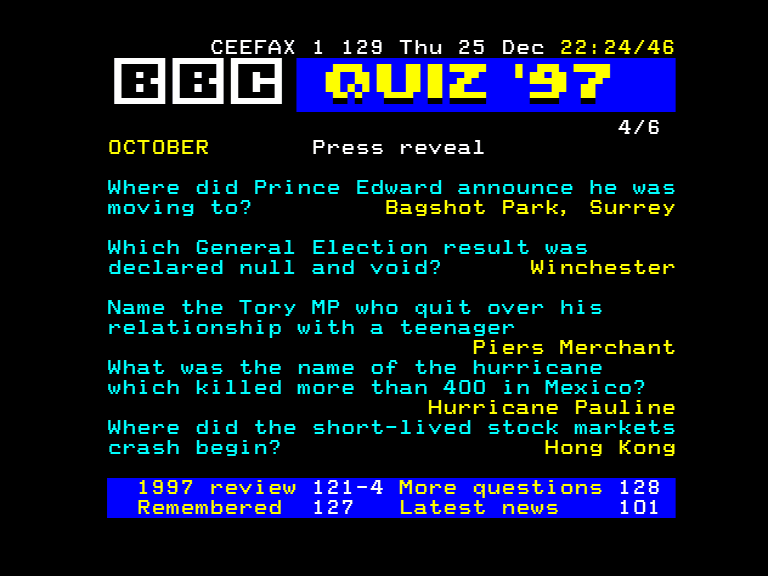 CEEFAX 1 129 Thu 25 Dec 22:24/46
BBC QUIZ '97
4/6
OCTOBER Press reveal
Where did Prince Edward announce he was
moving to? Bagshot Park, Surrey
Which General Election result was
declared null and void? Winchester
Name the Tory MP who quit over his
relationship with a teenager
Piers Merchant
What was the name of the hurricane
which killed more than 400 in Mexico?
Hurricane Pauline
Where did the short-lived stock markets
crash begin? Hong Kong
1997 review 121-4 More questions 128
Remembered 127 Latest news 101